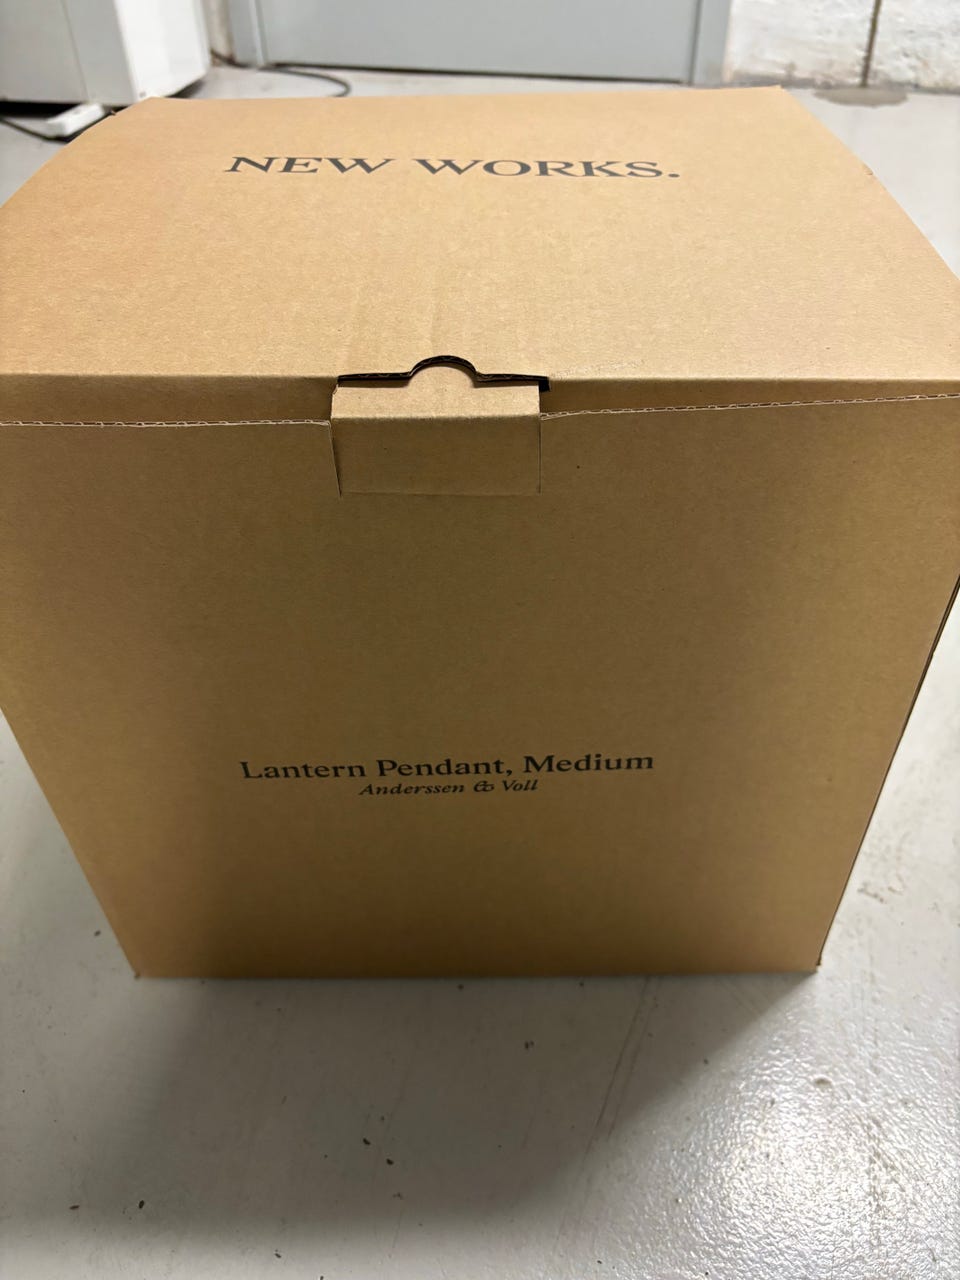 NEW WORKS.
Lantern Pendant, Medium
Anderssen & Voll